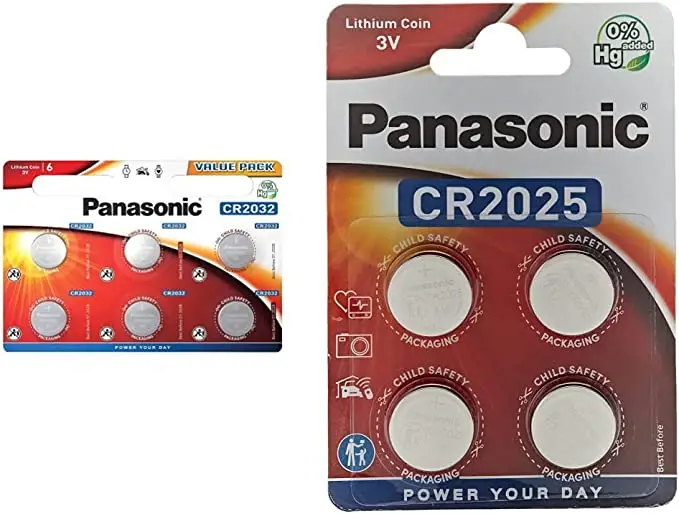 Lithium Coin 6
3V
VALUE PACK
0%
Hg
Panasonic
CR2032
CR2032
CR2032
CR2032
CR2032
CR2032
CR2032
POWER YOUR DAY
Lithium Coin
3V
0%
Hg added
Panasonic®
CR2025
CHILD SAFETY
CHILD SAFETY
Panasonic
PACKAGING
PACKAGING
CHILD SAFETY
CHILD SAFETY
PACKAGING
PACKAGING
Best Before
POWER YOUR DAY